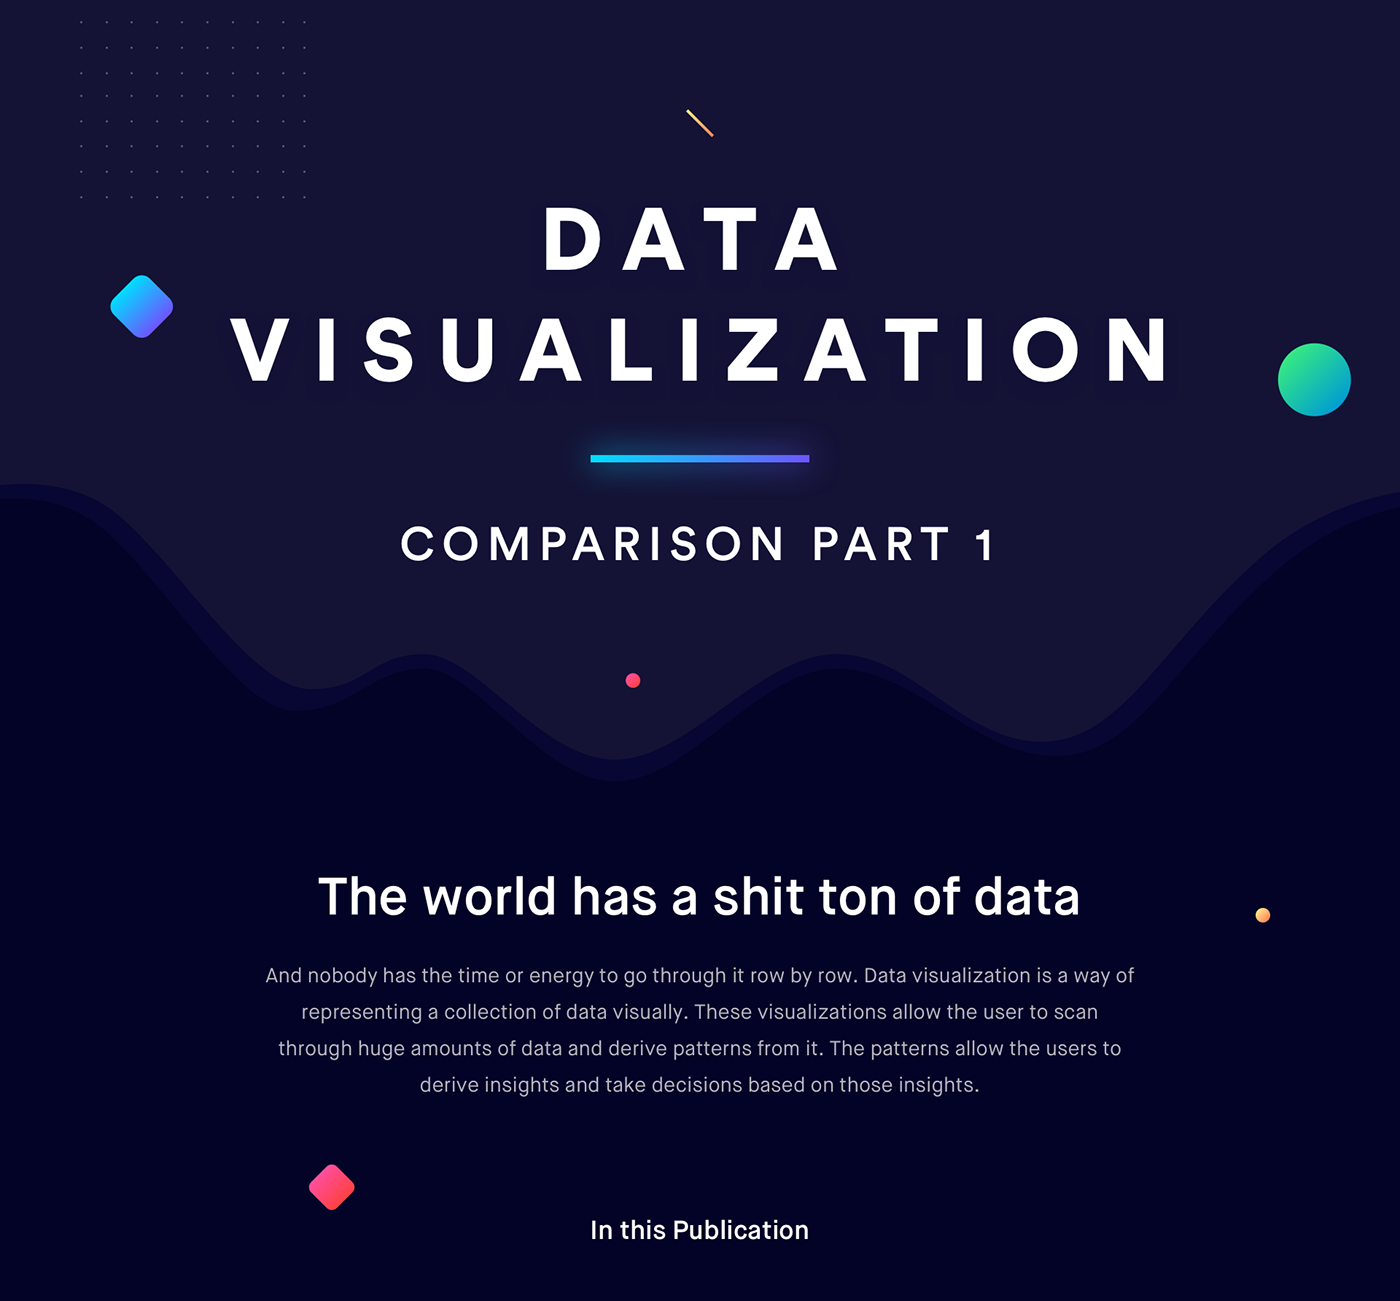 DATA
VISUALIZATION
COMPARISON PART 1
The world has a shit ton of data
And nobody has the time or energy to go through it row by row. Data visualization is a way of
representing a collection of data visually. These visualizations allow the user to scan
through huge amounts of data and derive patterns from it. The patterns allow the users to
derive insights and take decisions based on those insights.
In this Publication